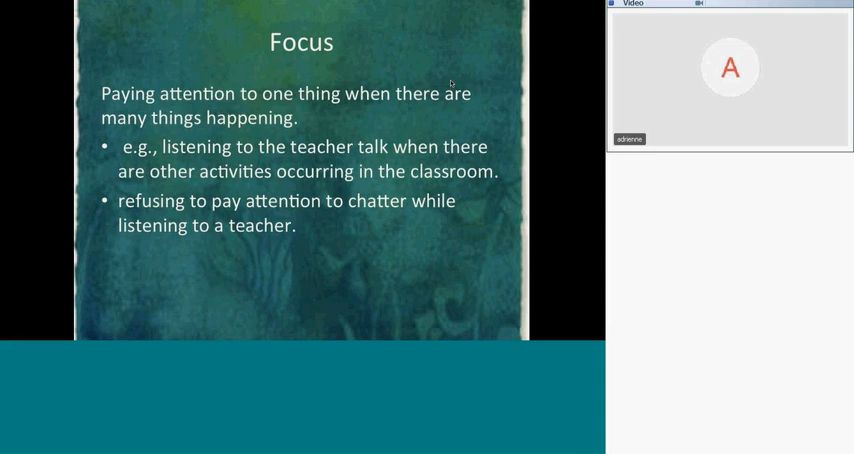 Focus
Paying attention to one thing when there are
many things happening.
• e.g., listening to the teacher talk when there
are other activities occurring in the classroom.
• refusing to pay attention to chatter while
listening to a teacher.
Video
A
adrienne